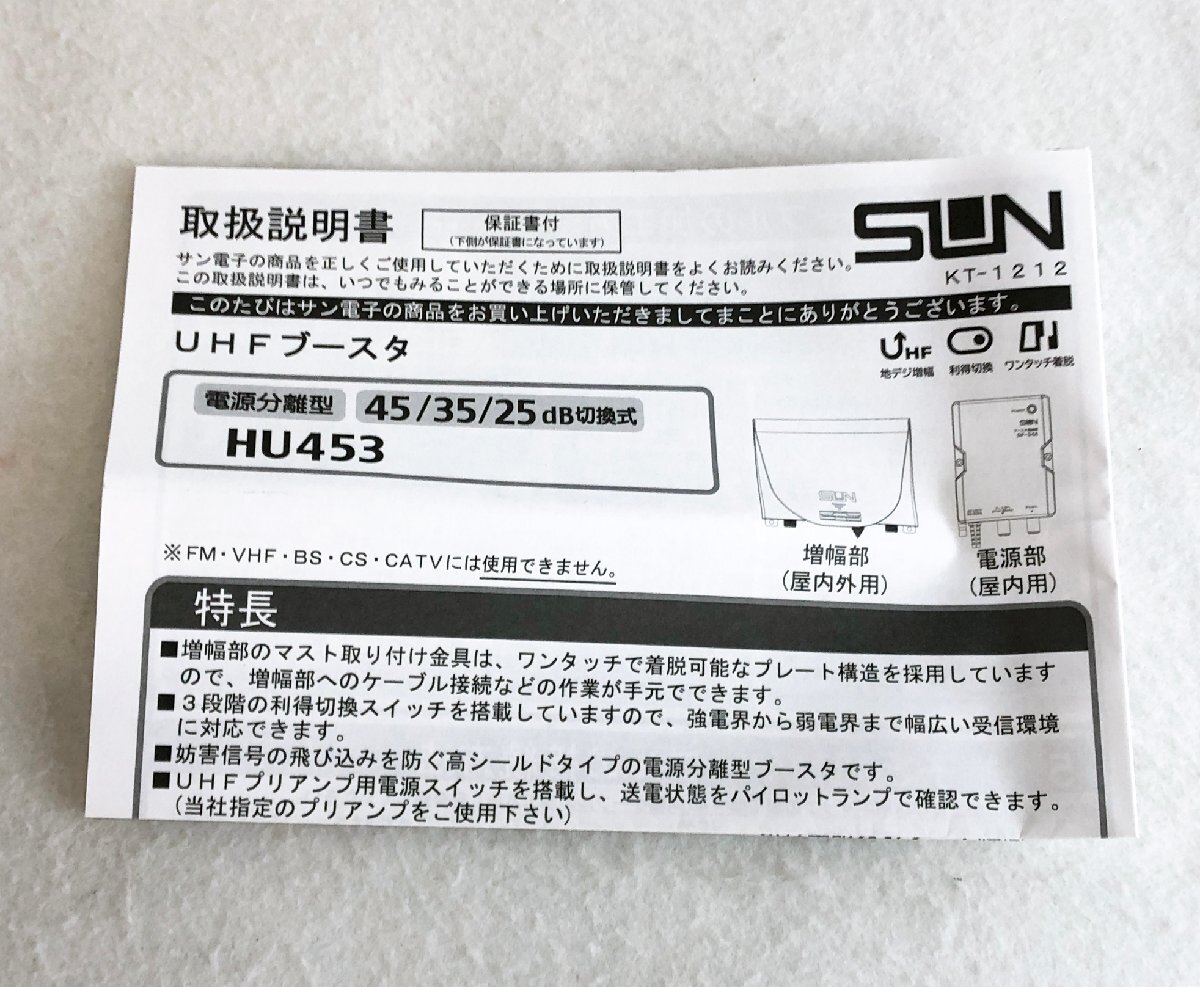 取扱説明書
保証書付
(下側が保証書になっています)
SUN
KT-1212
サン電子の商品を正しくご使用していただくために取扱説明書をよくお読みください。
この取扱説明書は、いつでもみることができる場所に保管してください。
このたびはサン電子の商品をお買い上げいただきましてまことにありがとうございます。
UHFブースタ
UHF
地デジ増幅
利得切換
ワンタッチ着脱
電源分離型
45/35/25dB切換式
HU453
POWER
SUN
SUN
増幅部
(屋内外用)
電源部
(屋内用)
※FM・VHF・BS・CS・CATVには使用できません。
特長
■増幅部のマスト取り付け金具は、ワンタッチで着脱可能なプレート構造を採用しています
ので、増幅部へのケーブル接続などの作業が手元でできます。
■3段階の利得切換スイッチを搭載していますので、強電界から弱電界まで幅広い受信環境
に対応できます。
■妨害信号の飛び込みを防ぐ高シールドタイプの電源分離型ブースタです。
■UHFプリアンプ用電源スイッチを搭載し、送電状態をパイロットランプで確認できます。
(当社指定のプリアンプをご使用下さい)